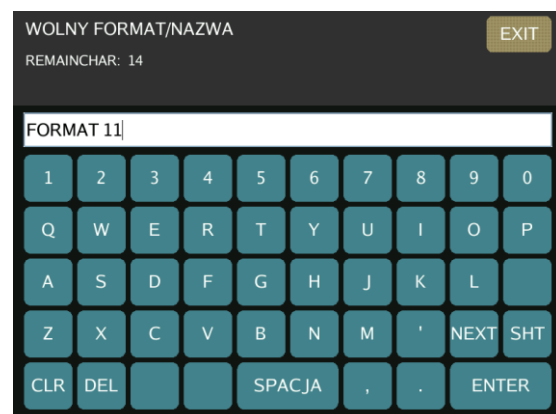 WOLNY FORMAT/NAZWA EXIT
REMAINCHAR: 14
FORMAT 11
1 2 3 4 5 6 7 8 9 0
Q W E R T Y U I O P
A S D F G H J K L
Z X C V B N M ' NEXT SHT
CLR DEL SPACJA , . ENTER